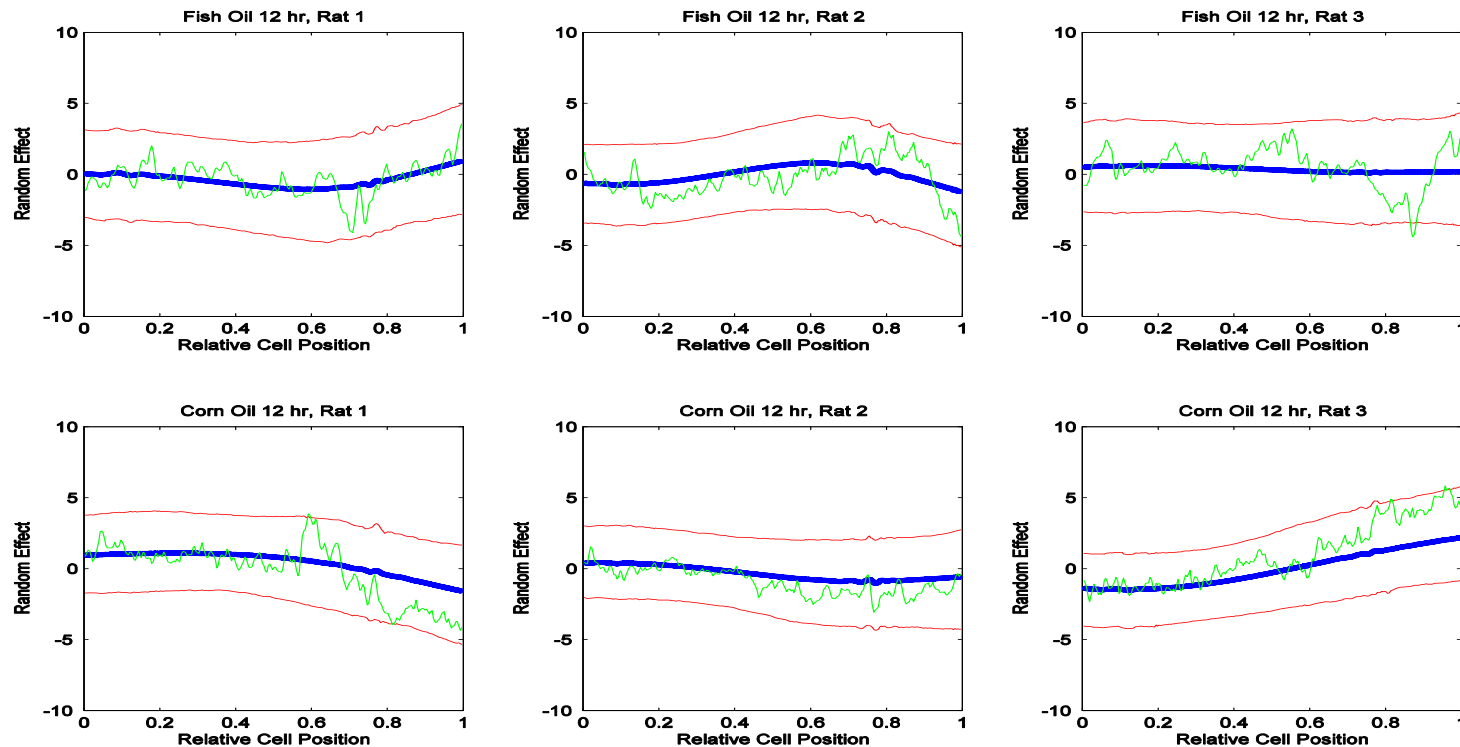 Fish Oil 12 hr, Rat 1
10
5
0
-5
-10
Random Effect
0 0.2 0.4 0.6 0.8 1
Relative Cell Position
Fish Oil 12 hr, Rat 2
10
5
0
-5
-10
Random Effect
0 0.2 0.4 0.6 0.8 1
Relative Cell Position
Fish Oil 12 hr, Rat 3
10
5
0
-5
-10
Random Effect
0 0.2 0.4 0.6 0.8 1
Relative Cell Position
Corn Oil 12 hr, Rat 1
10
5
0
-5
-10
Random Effect
0 0.2 0.4 0.6 0.8 1
Relative Cell Position
Corn Oil 12 hr, Rat 2
10
5
0
-5
-10
Random Effect
0 0.2 0.4 0.6 0.8 1
Relative Cell Position
Corn Oil 12 hr, Rat 3
10
5
0
-5
-10
Random Effect
0 0.2 0.4 0.6 0.8 1
Relative Cell Position